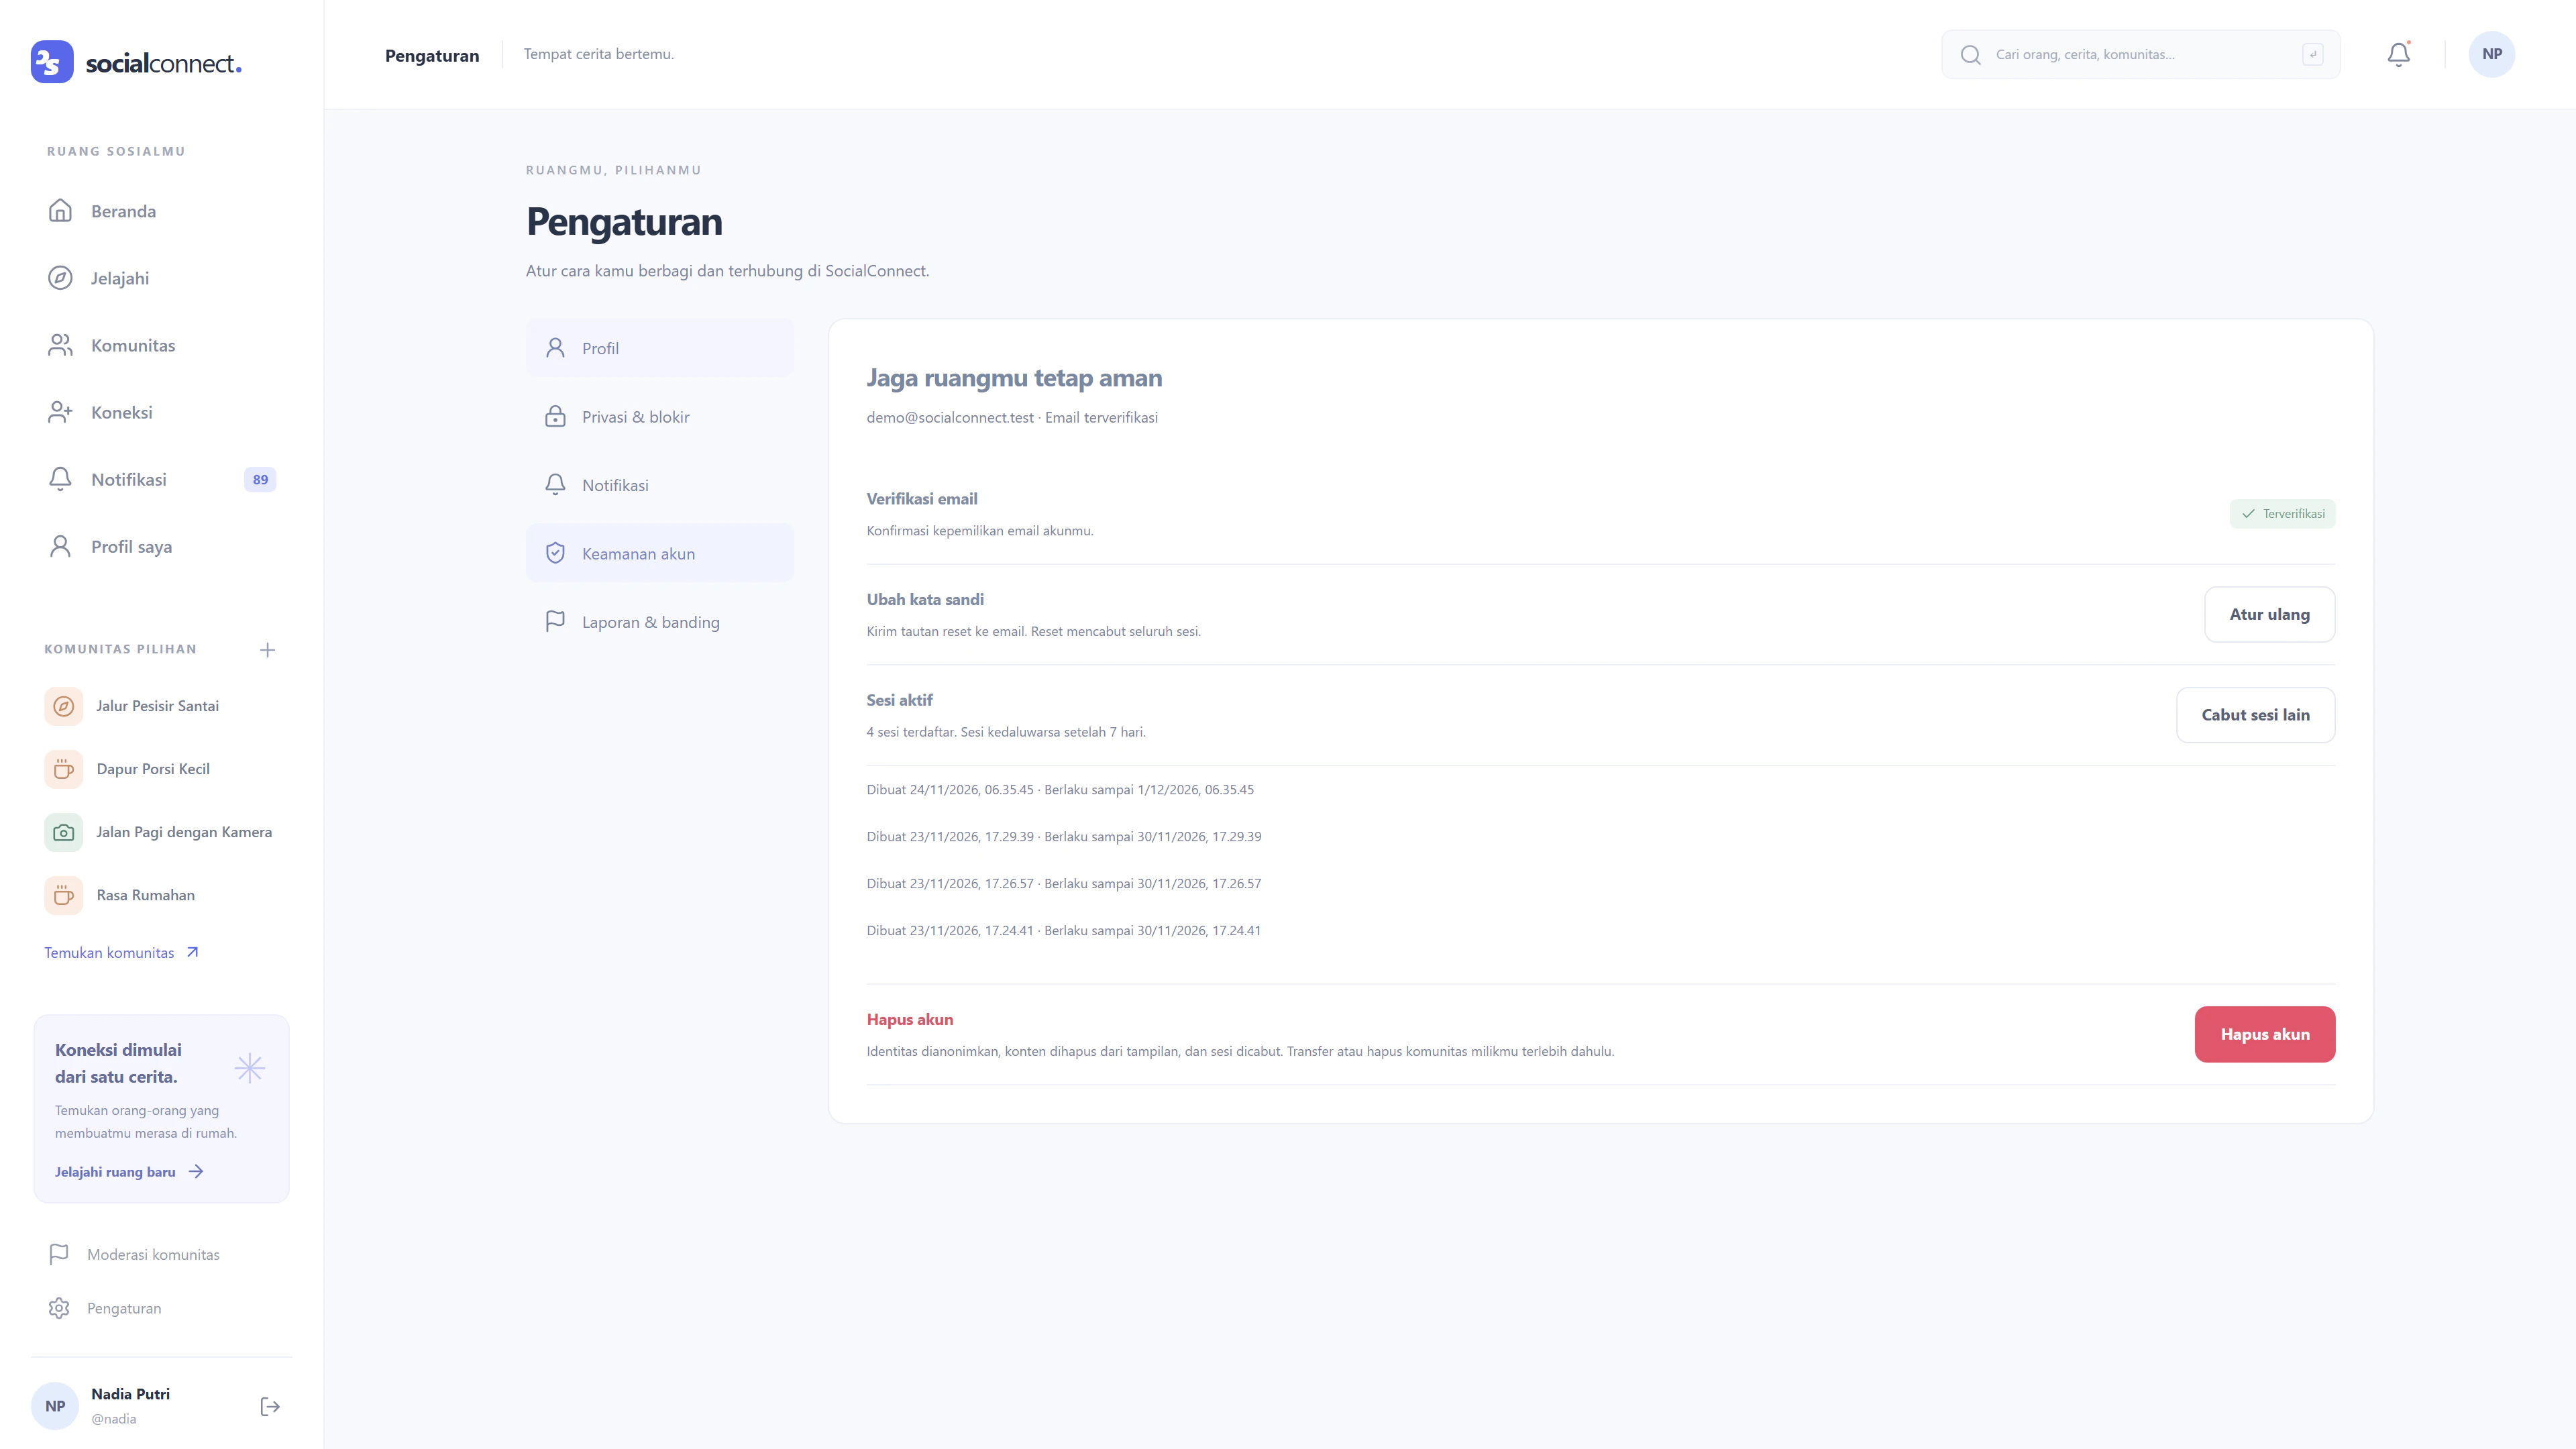 socialconnect.
RUANG SOSIALMU
Beranda
Jelajahi
Komunitas
Koneksi
Notifikasi 89
Profil saya
KOMUNITAS PILIHAN
Jalur Pesisir Santai
Dapur Porsi Kecil
Jalan Pagi dengan Kamera
Rasa Rumahan
Temukan komunitas
Koneksi dimulai
dari satu cerita.
Temukan orang-orang yang
membuatmu merasa di rumah.
Jelajahi ruang baru
Moderasi komunitas
Pengaturan
NP
Nadia Putri
@nadia
Pengaturan
Tempat cerita bertemu.
Cari orang, cerita, komunitas...
NP
RUANGMU, PILIHANMU
Pengaturan
Atur cara kamu berbagi dan terhubung di SocialConnect.
Profil
Privasi & blokir
Notifikasi
Keamanan akun
Laporan & banding
Jaga ruangmu tetap aman
demo@socialconnect.test · Email terverifikasi
Verifikasi email
Konfirmasi kepemilikan email akunmu.
Terverifikasi
Ubah kata sandi
Kirim tautan reset ke email. Reset mencabut seluruh sesi.
Atur ulang
Sesi aktif
4 sesi terdaftar. Sesi kedaluwarsa setelah 7 hari.
Cabut sesi lain
Dibuat 24/11/2026, 06.35.45 · Berlaku sampai 1/12/2026, 06.35.45
Dibuat 23/11/2026, 17.29.39 · Berlaku sampai 30/11/2026, 17.29.39
Dibuat 23/11/2026, 17.26.57 · Berlaku sampai 30/11/2026, 17.26.57
Dibuat 23/11/2026, 17.24.41 · Berlaku sampai 30/11/2026, 17.24.41
Hapus akun
Identitas dianonimkan, konten dihapus dari tampilan, dan sesi dicabut. Transfer atau hapus komunitas milikmu terlebih dahulu.
Hapus akun